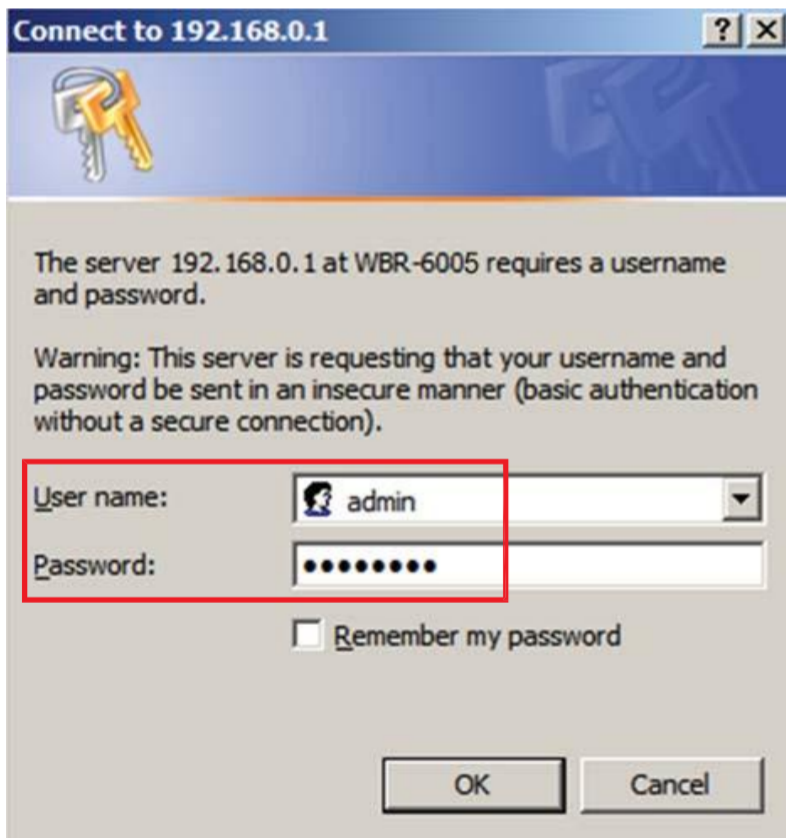 Connect to 192.168.0.1
The server 192.168.0.1 at WBR-6005 requires a username
and password.
Warning: This server is requesting that your username and
password be sent in an insecure manner (basic authentication
without a secure connection).
User name: admin
Password: ••••••••
Remember my password
OK Cancel